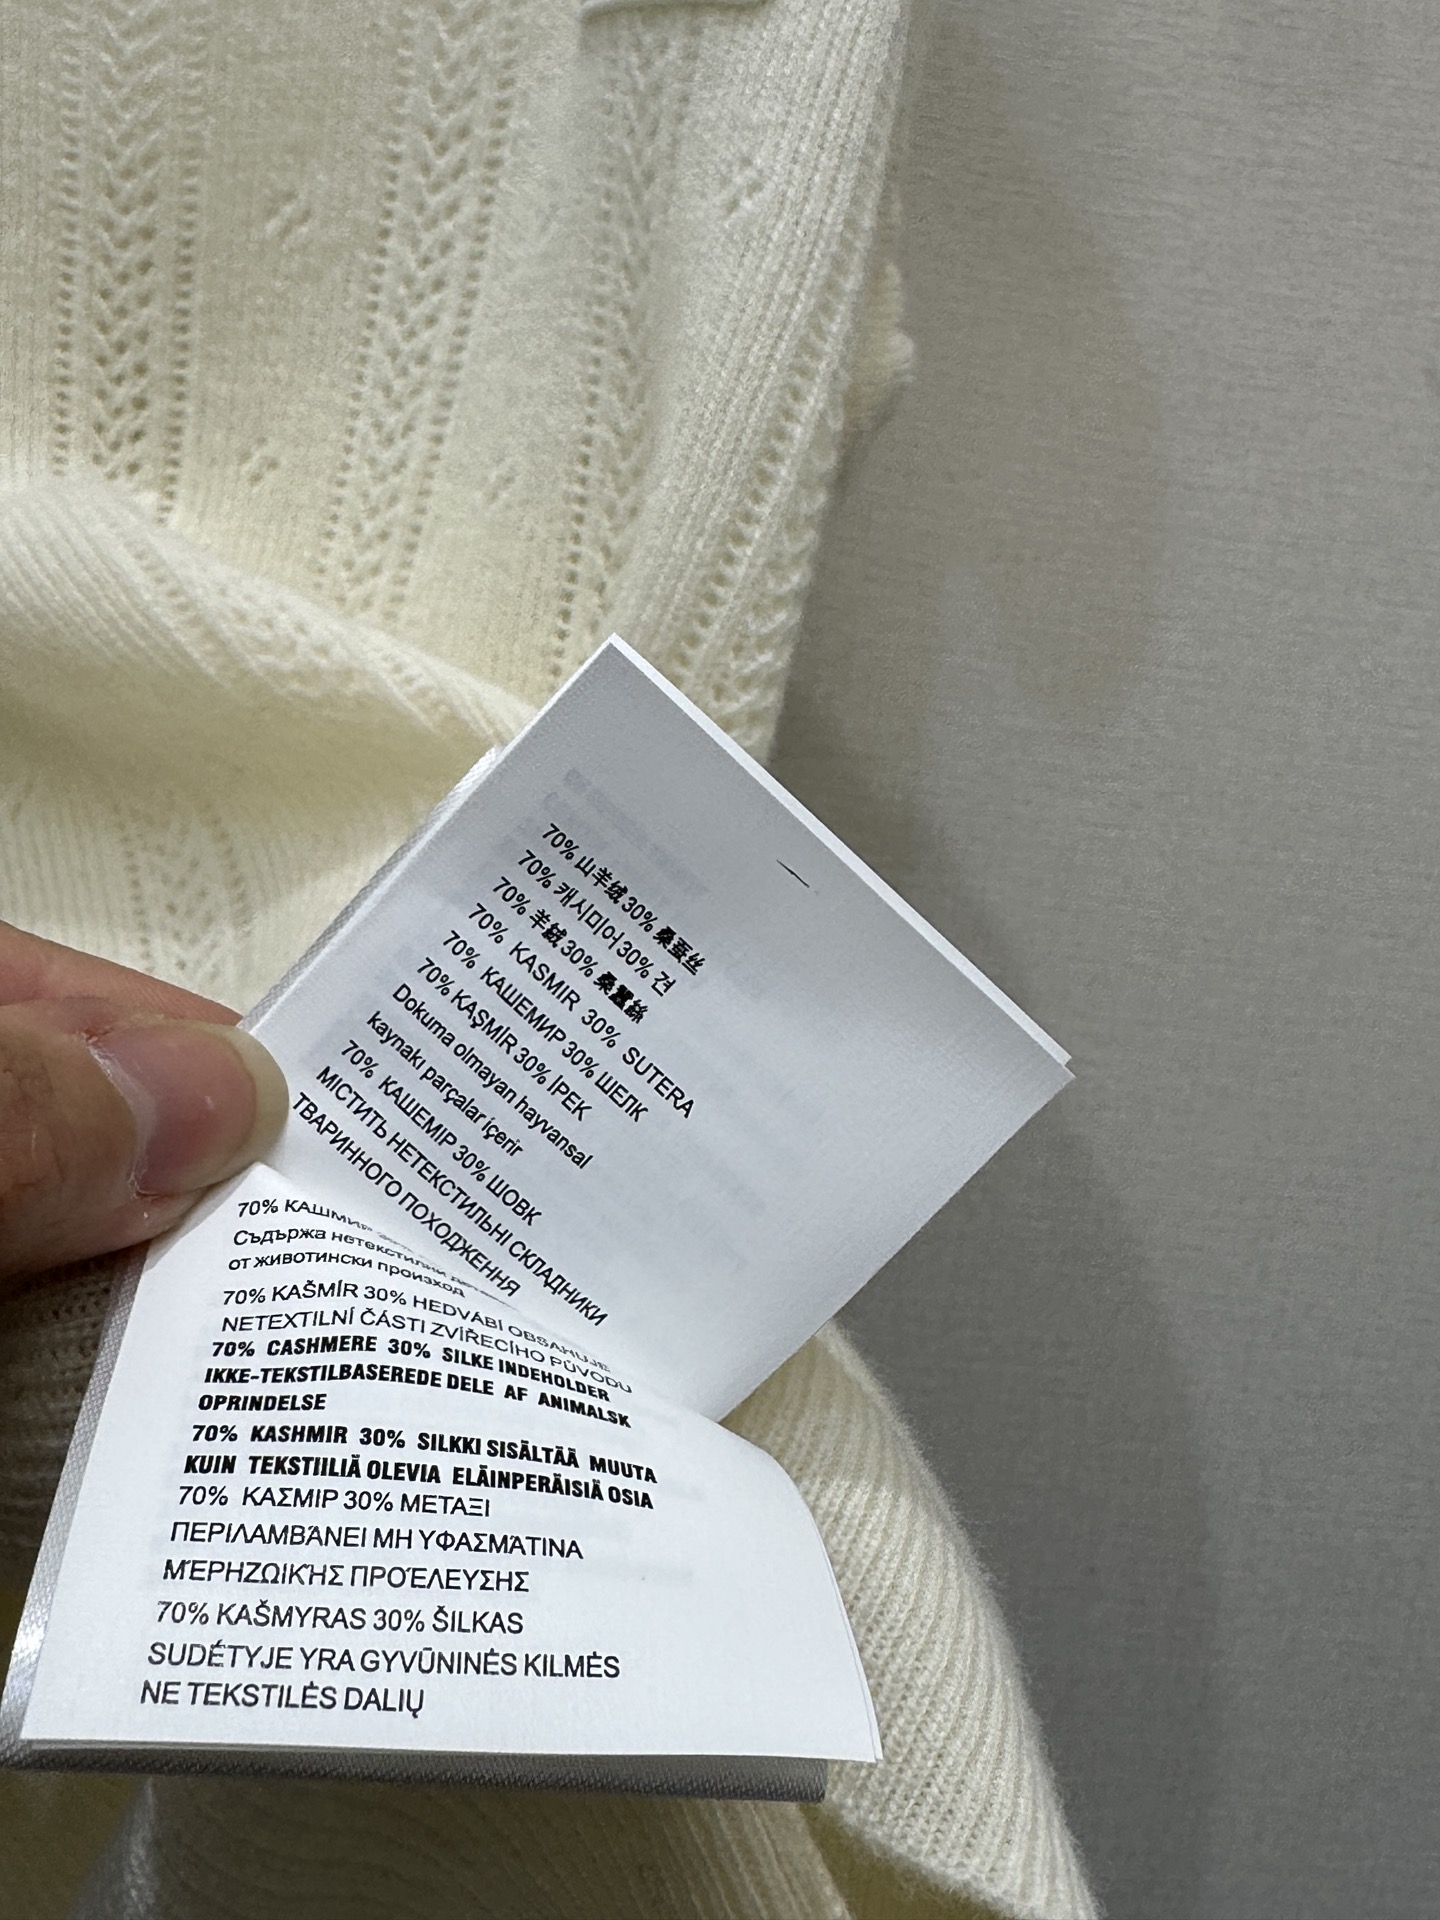 70% 山羊绒 30% 桑蚕丝
70% 캐시미어 30% 견
70% 羊絨 30% 桑蠶絲
70% KASMIR 30% SUTERA
70% КАШЕМИР 30% ШЕЛК
70% KAŞMİR 30% İPEK
Dokuma olmayan hayvansal
kaynakı parçalar içerir
70% КАШЕМІР 30% ШОВК
МІСТИТЬ НЕТЕКСТИЛЬНІ СКЛАДНИКИ
ТВАРИННОГО ПОХОДЖЕННЯ
70% КАШМИР
Съдържа нетекстилни
от животински произход
70% KAŠMÍR 30% HEDVÁBÍ OBSAHUJE
NETEXTILNÍ ČÁSTI ZVÍŘECÍHO PŮVODU
70% CASHMERE 30% SILKE INDEHOLDER
IKKE-TEKSTILBASEREDE DELE AF ANIMALSK
OPRINDELSE
70% KASHMIR 30% SILKKI SISÄLTÄÄ MUUTA
KUIN TEKSTIILIÄ OLEVIA ELÄINPERÄISIÄ OSIA
70% ΚΑΣΜΙΡ 30% ΜΕΤΑΞΙ
ΠΕΡΙΛΑΜΒΆΝΕΙ ΜΗ ΥΦΑΣΜΆΤΙΝΑ
ΜΈΡΗΖΩΙΚΉΣ ΠΡΟΈΛΕΥΣΗΣ
70% KAŠMYRAS 30% ŠILKAS
SUDĖTYJE YRA GYVŪNINĖS KILMĖS
NE TEKSTILĖS DALIŲ